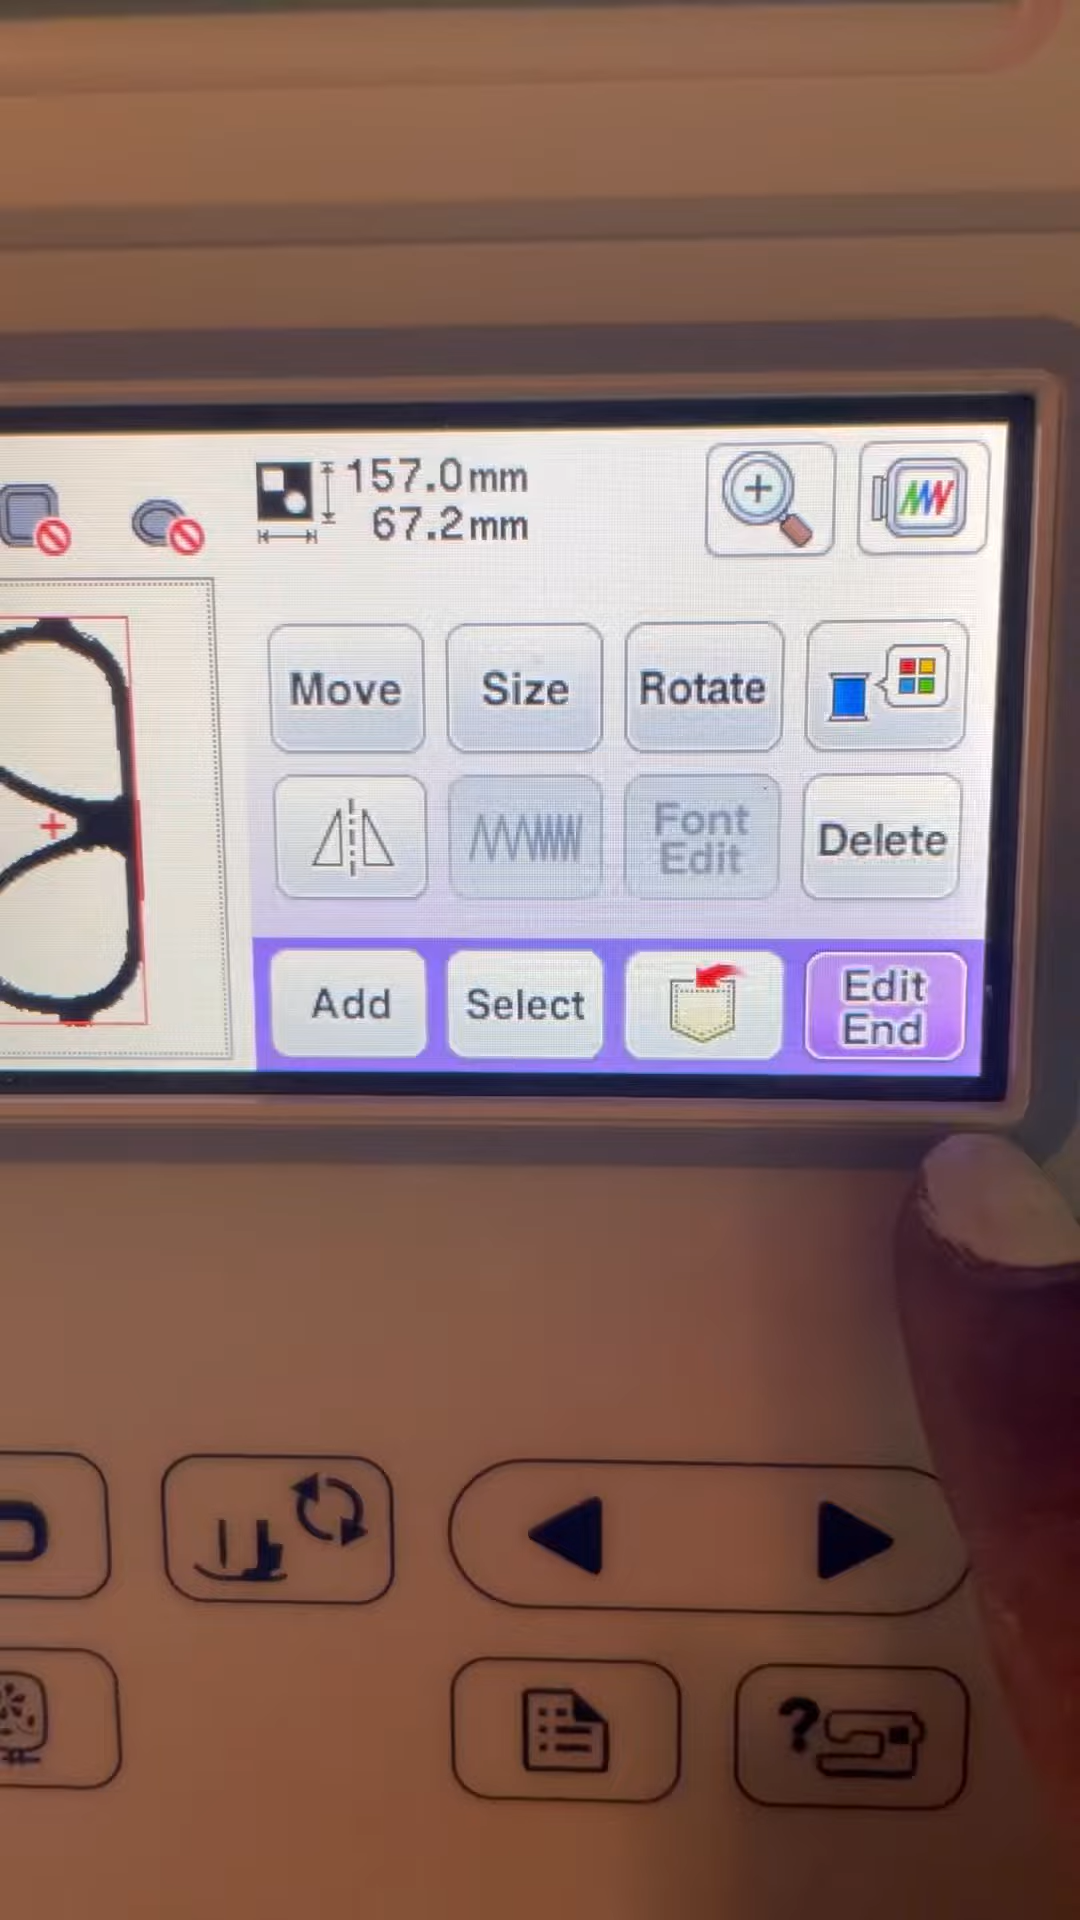 157.0mm
67.2mm
Move
Size
Rotate
Font
Edit
Delete
Add
Select
Edit
End
?